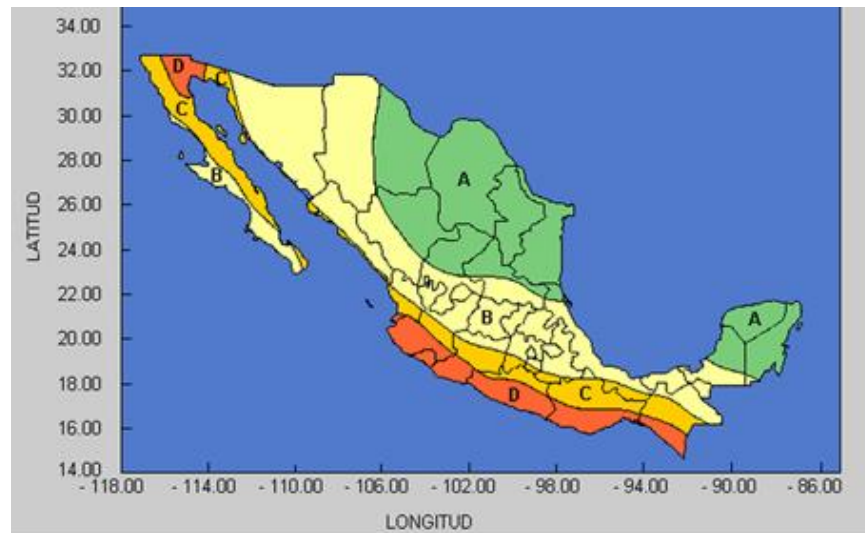 34.00
32.00
30.00
28.00
26.00
24.00
22.00
20.00
18.00
16.00
14.00
LATITUD
D
C
C
B
A
A
B
C
D
- 118.00 - 114.00 - 110.00 - 106.00 - 102.00 - 98.00 - 94.00 - 90.00 - 86.00
LONGITUD